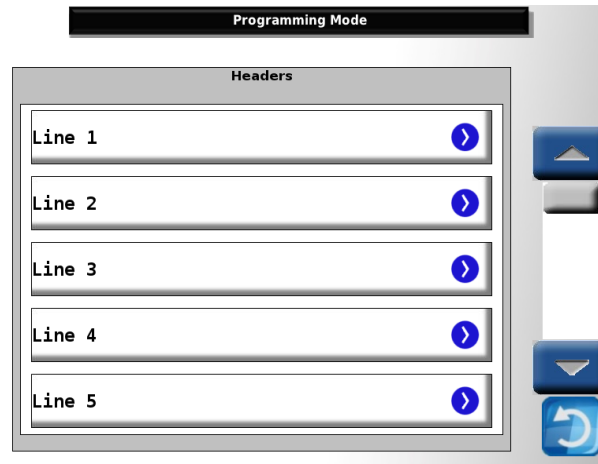 Programming Mode
Headers
Line 1
Line 2
Line 3
Line 4
Line 5